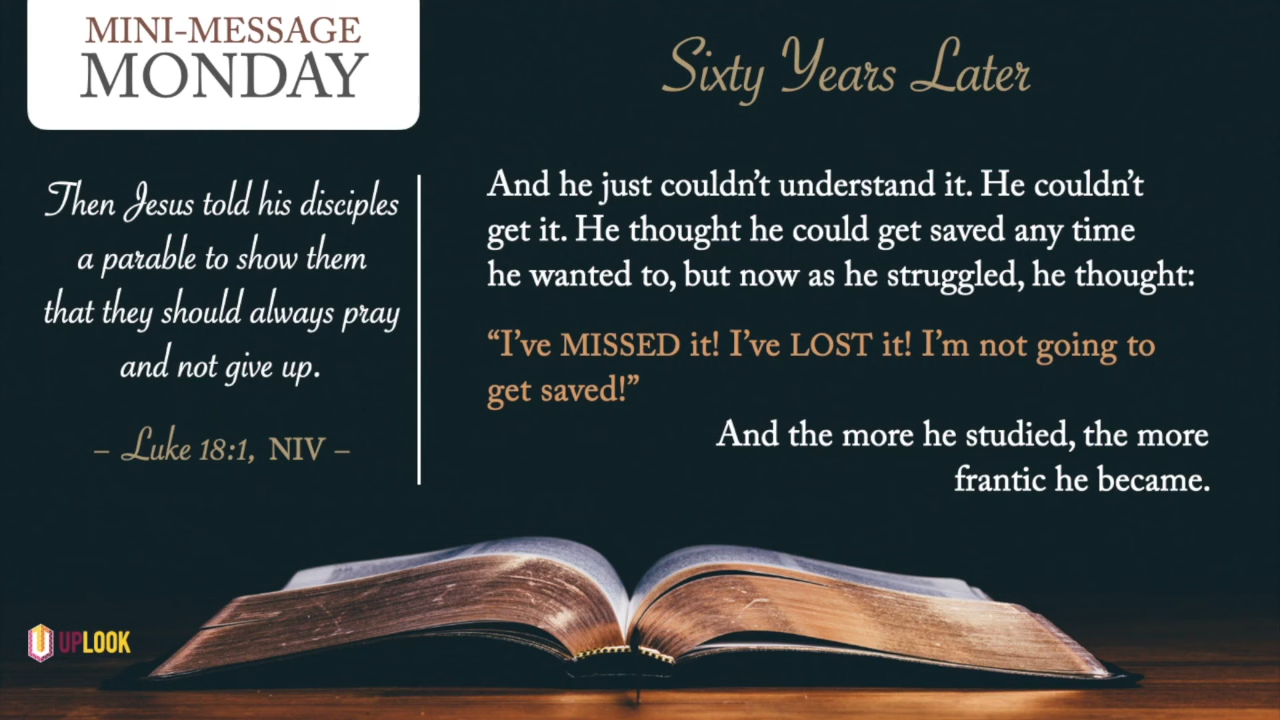 MINI-MESSAGE
MONDAY
Sixty Years Later
Then Jesus told his disciples
a parable to show them
that they should always pray
and not give up.
– Luke 18:1, NIV –
And he just couldn’t understand it. He couldn’t
get it. He thought he could get saved any time
he wanted to, but now as he struggled, he thought:
“I’ve MISSED it! I’ve LOST it! I’m not going to
get saved!”
And the more he studied, the more
frantic he became.
UPLOOK